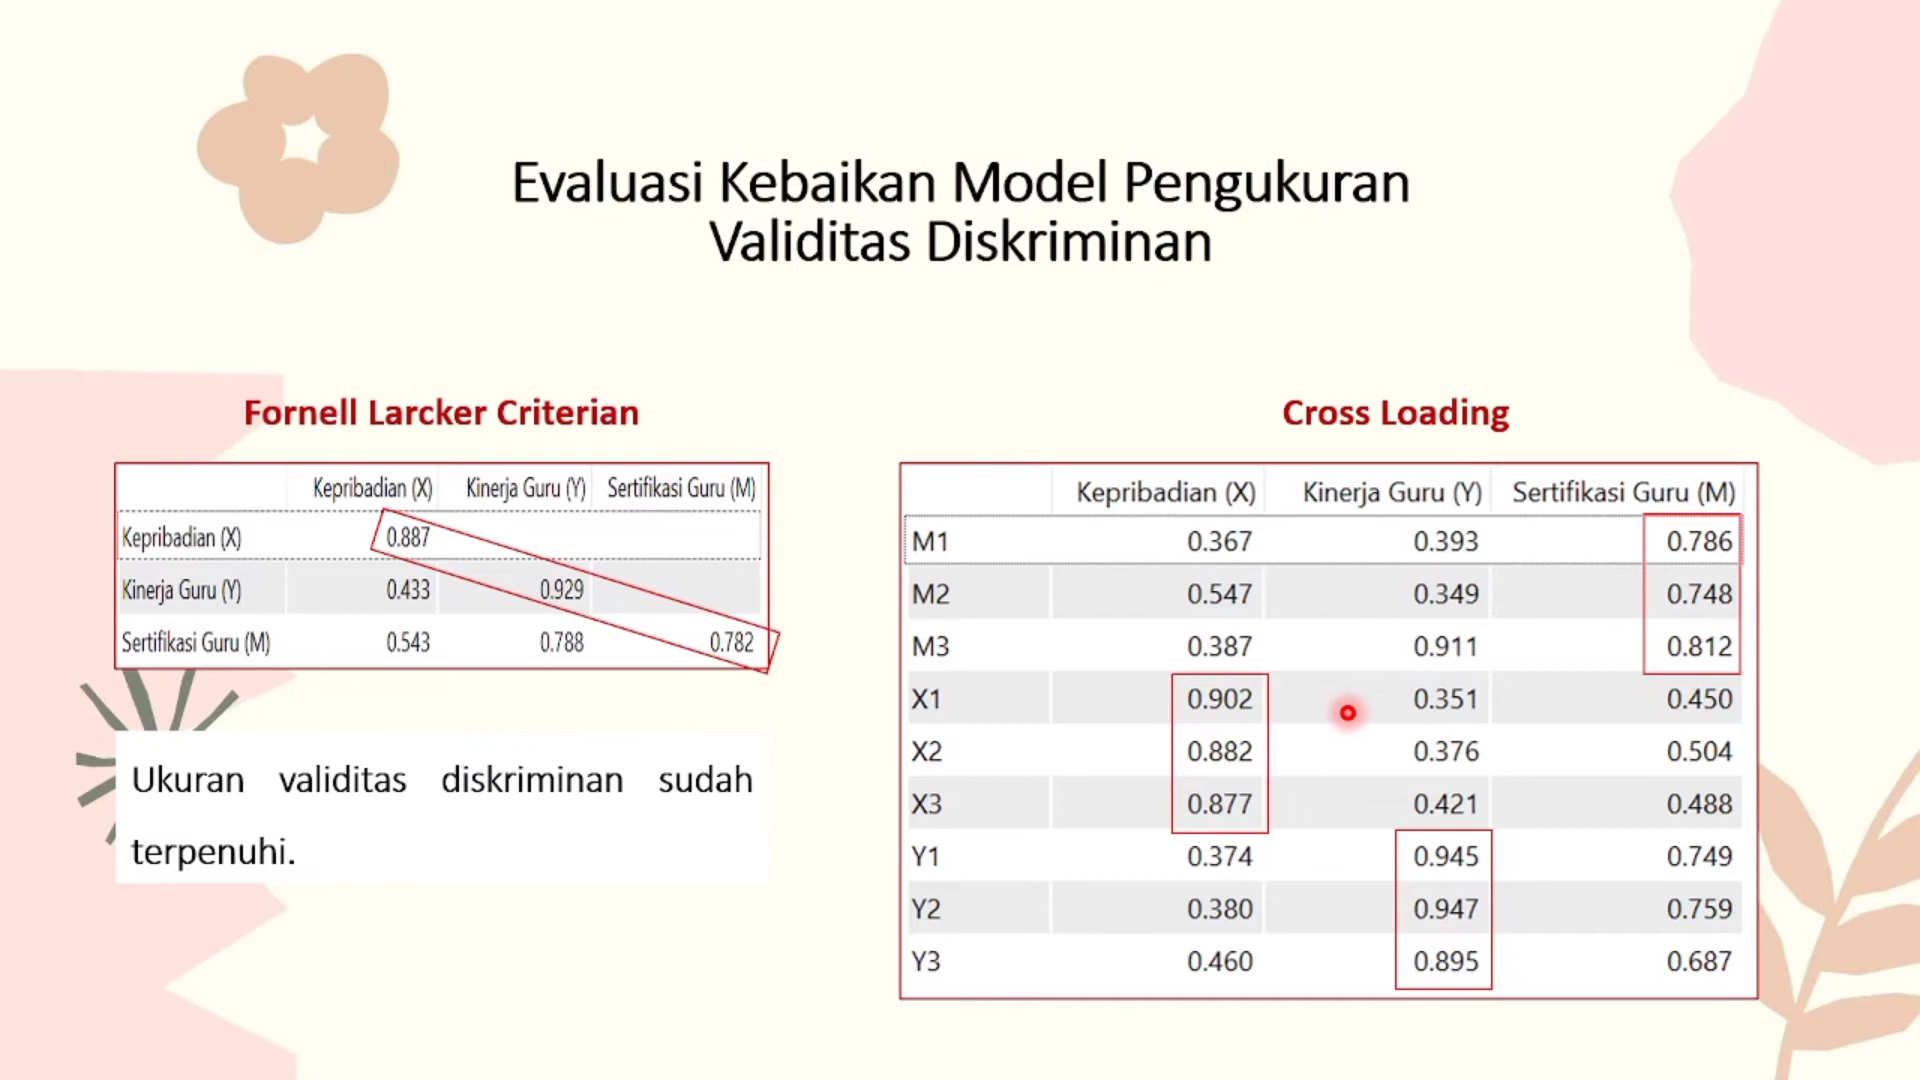 Evaluasi Kebaikan Model Pengukuran
Validitas Diskriminan
Fornell Larcker Criterian
Kepribadian (X) Kinerja Guru (Y) Sertifikasi Guru (M)
Kepribadian (X) 0.887
Kinerja Guru (Y) 0.433 0.929
Sertifikasi Guru (M) 0.543 0.788 0.782
Ukuran validitas diskriminan sudah
terpenuhi.
Cross Loading
Kepribadian (X) Kinerja Guru (Y) Sertifikasi Guru (M)
M1 0.367 0.393 0.786
M2 0.547 0.349 0.748
M3 0.387 0.911 0.812
X1 0.902 0.351 0.450
X2 0.882 0.376 0.504
X3 0.877 0.421 0.488
Y1 0.374 0.945 0.749
Y2 0.380 0.947 0.759
Y3 0.460 0.895 0.687